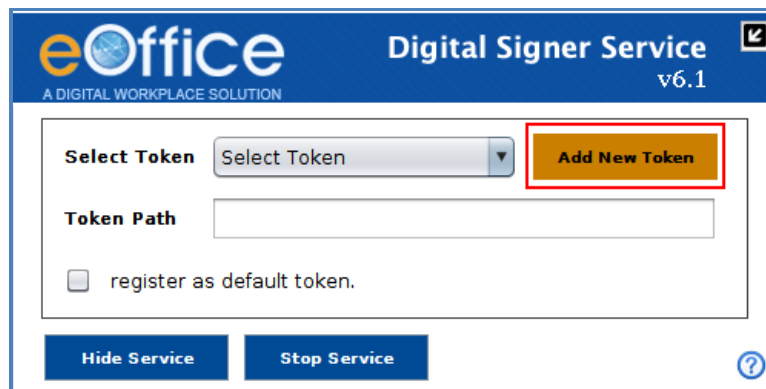 eOffice
A DIGITAL WORKPLACE SOLUTION
Digital Signer Service
v6.1
Select Token Select Token Add New Token
Token Path
register as default token.
Hide Service Stop Service
?